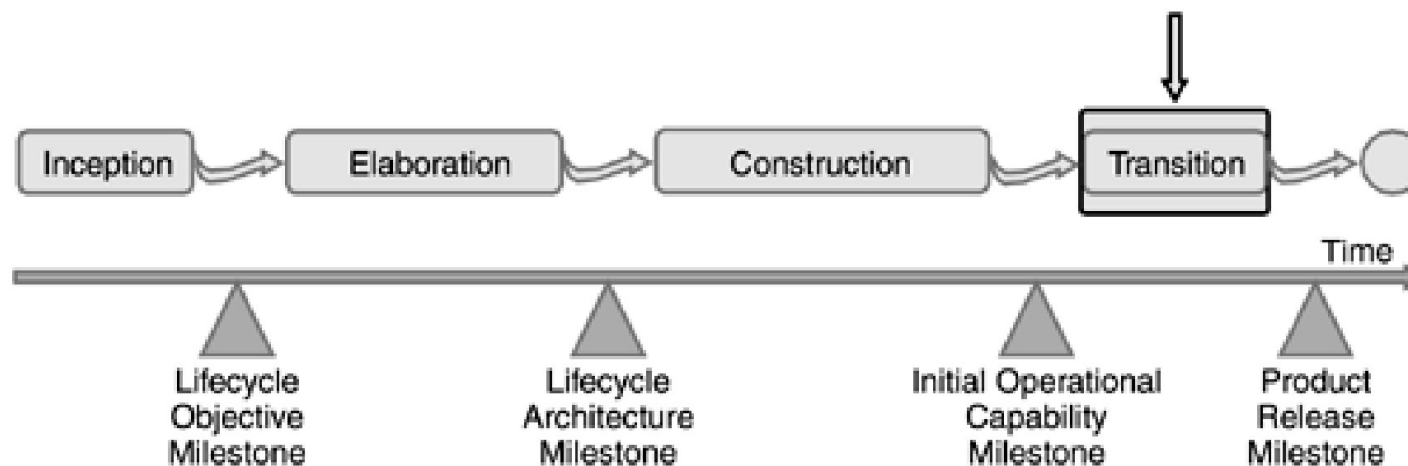 Inception
Elaboration
Construction
Transition
Time
Lifecycle
Objective
Milestone
Lifecycle
Architecture
Milestone
Initial Operational
Capability
Milestone
Product
Release
Milestone